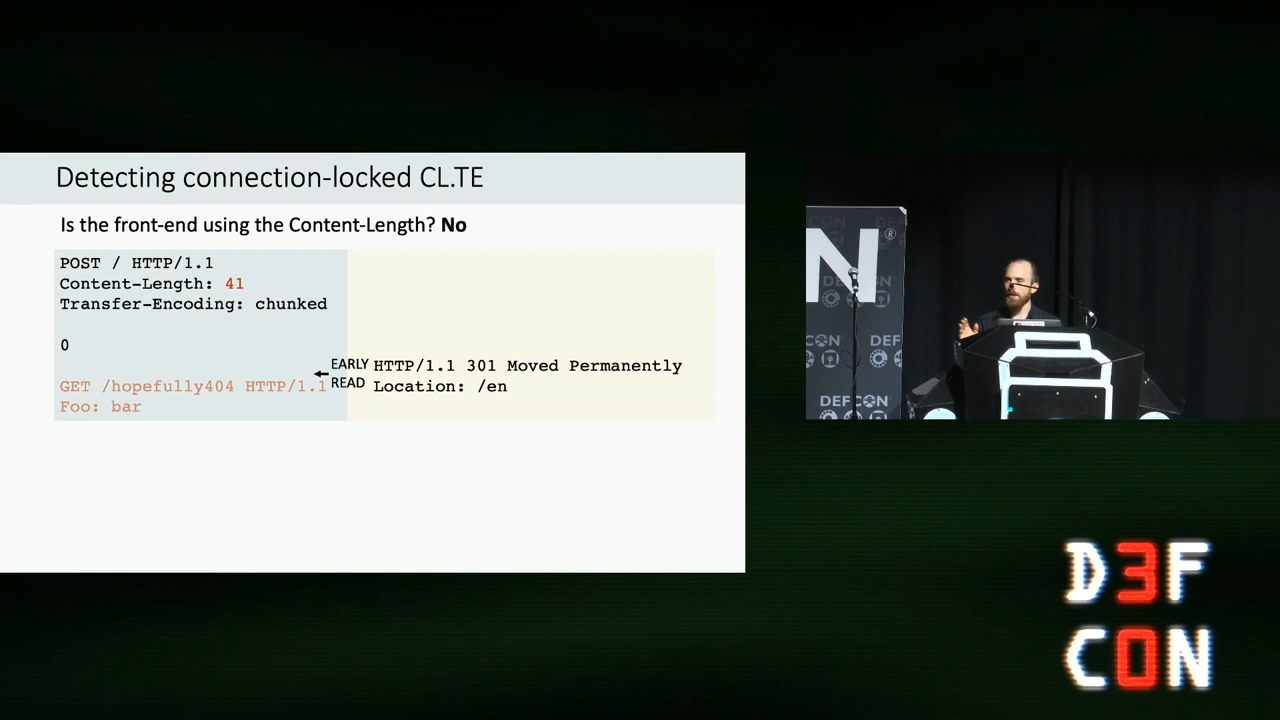 Detecting connection-locked CL.TE
Is the front-end using the Content-Length? No
POST / HTTP/1.1
Content-Length: 41
Transfer-Encoding: chunked
0
GET /hopefully404 HTTP/1.1
Foo: bar
EARLY
READ
HTTP/1.1 301 Moved Permanently
Location: /en
N ®
DEF
DEFCON
D3F
C0N